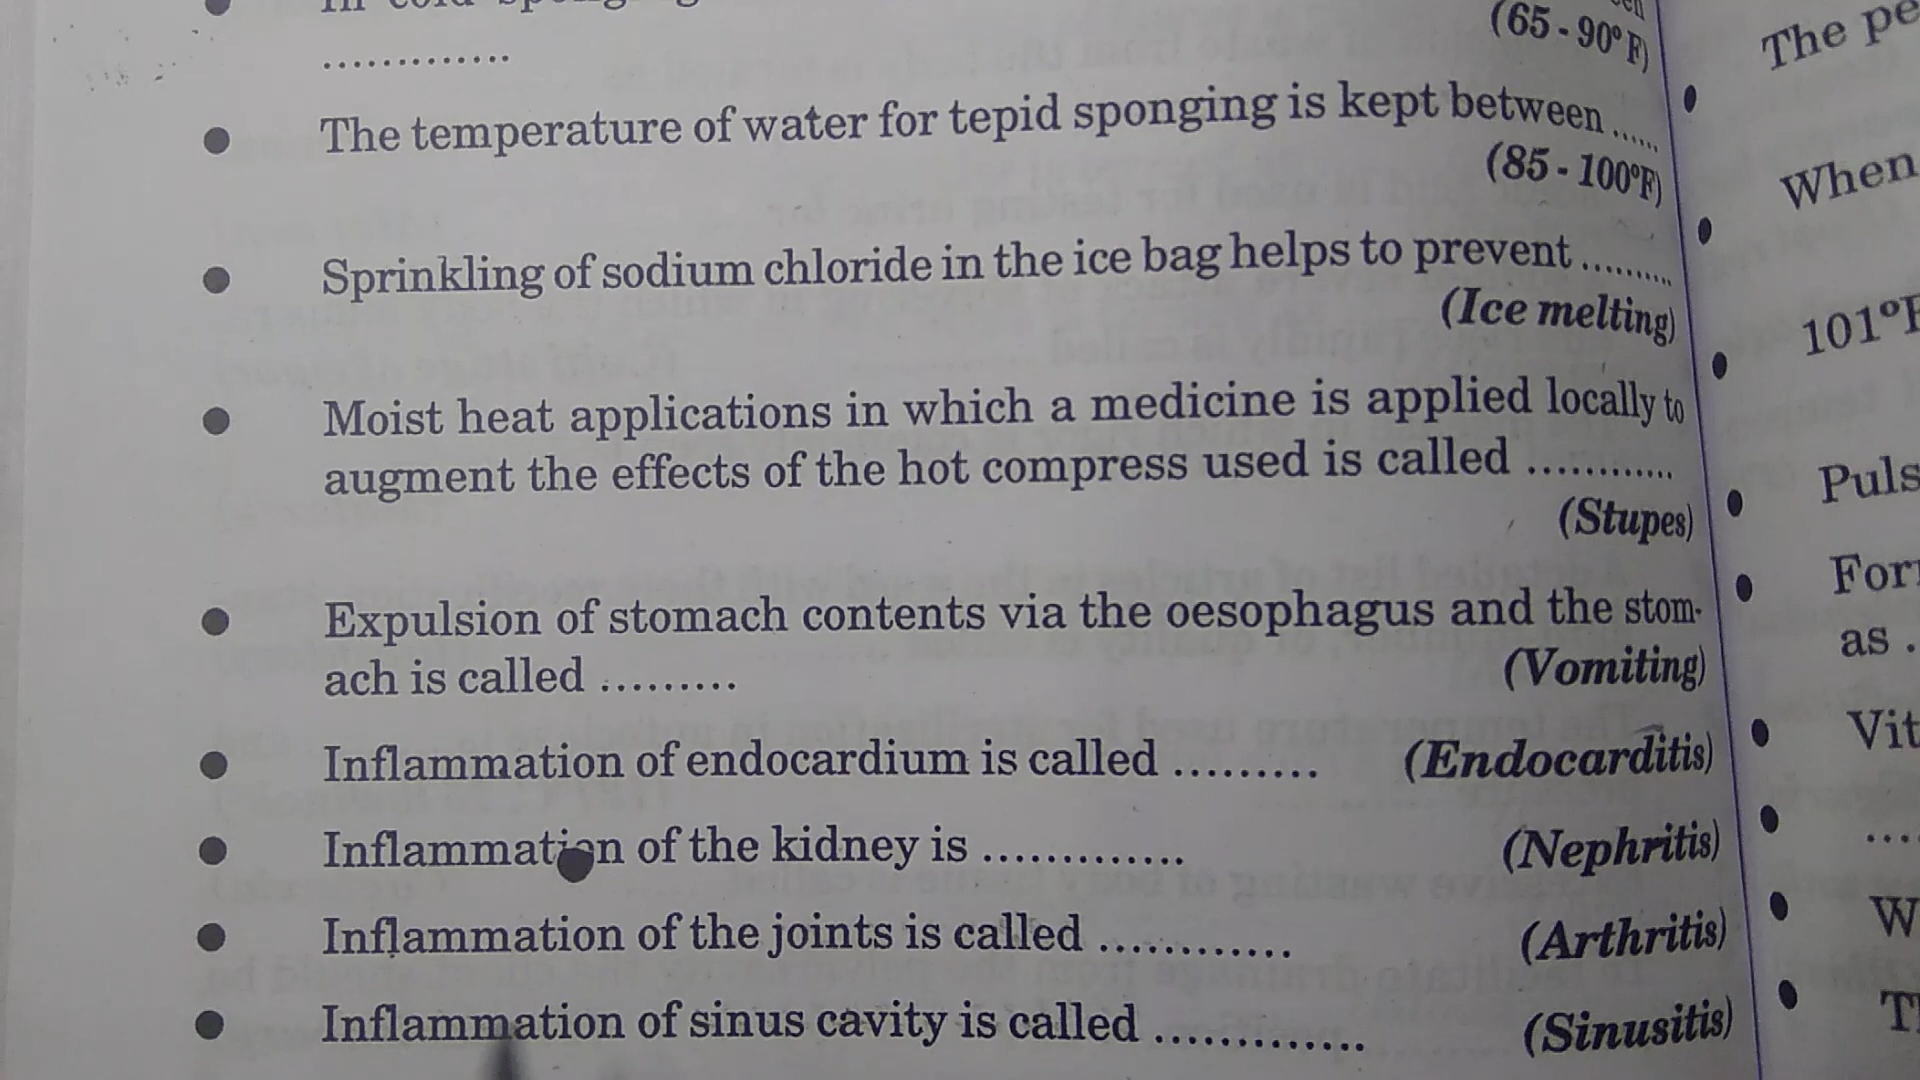 (65 - 90°F)
.............
● The temperature of water for tepid sponging is kept between ......
(85 - 100°F)
● Sprinkling of sodium chloride in the ice bag helps to prevent ..........
(Ice melting)
● Moist heat applications in which a medicine is applied locally to
augment the effects of the hot compress used is called ............
(Stupes)
● Expulsion of stomach contents via the oesophagus and the stom-
ach is called ......... (Vomiting)
● Inflammation of endocardium is called ......... (Endocarditis)
● Inflammation of the kidney is ............. (Nephritis)
● Inflammation of the joints is called ............ (Arthritis)
● Inflammation of sinus cavity is called ............. (Sinusitis)
● The
● When
101°F
●
● Puls
● For
as .
● Vit
● ....
● W
● T